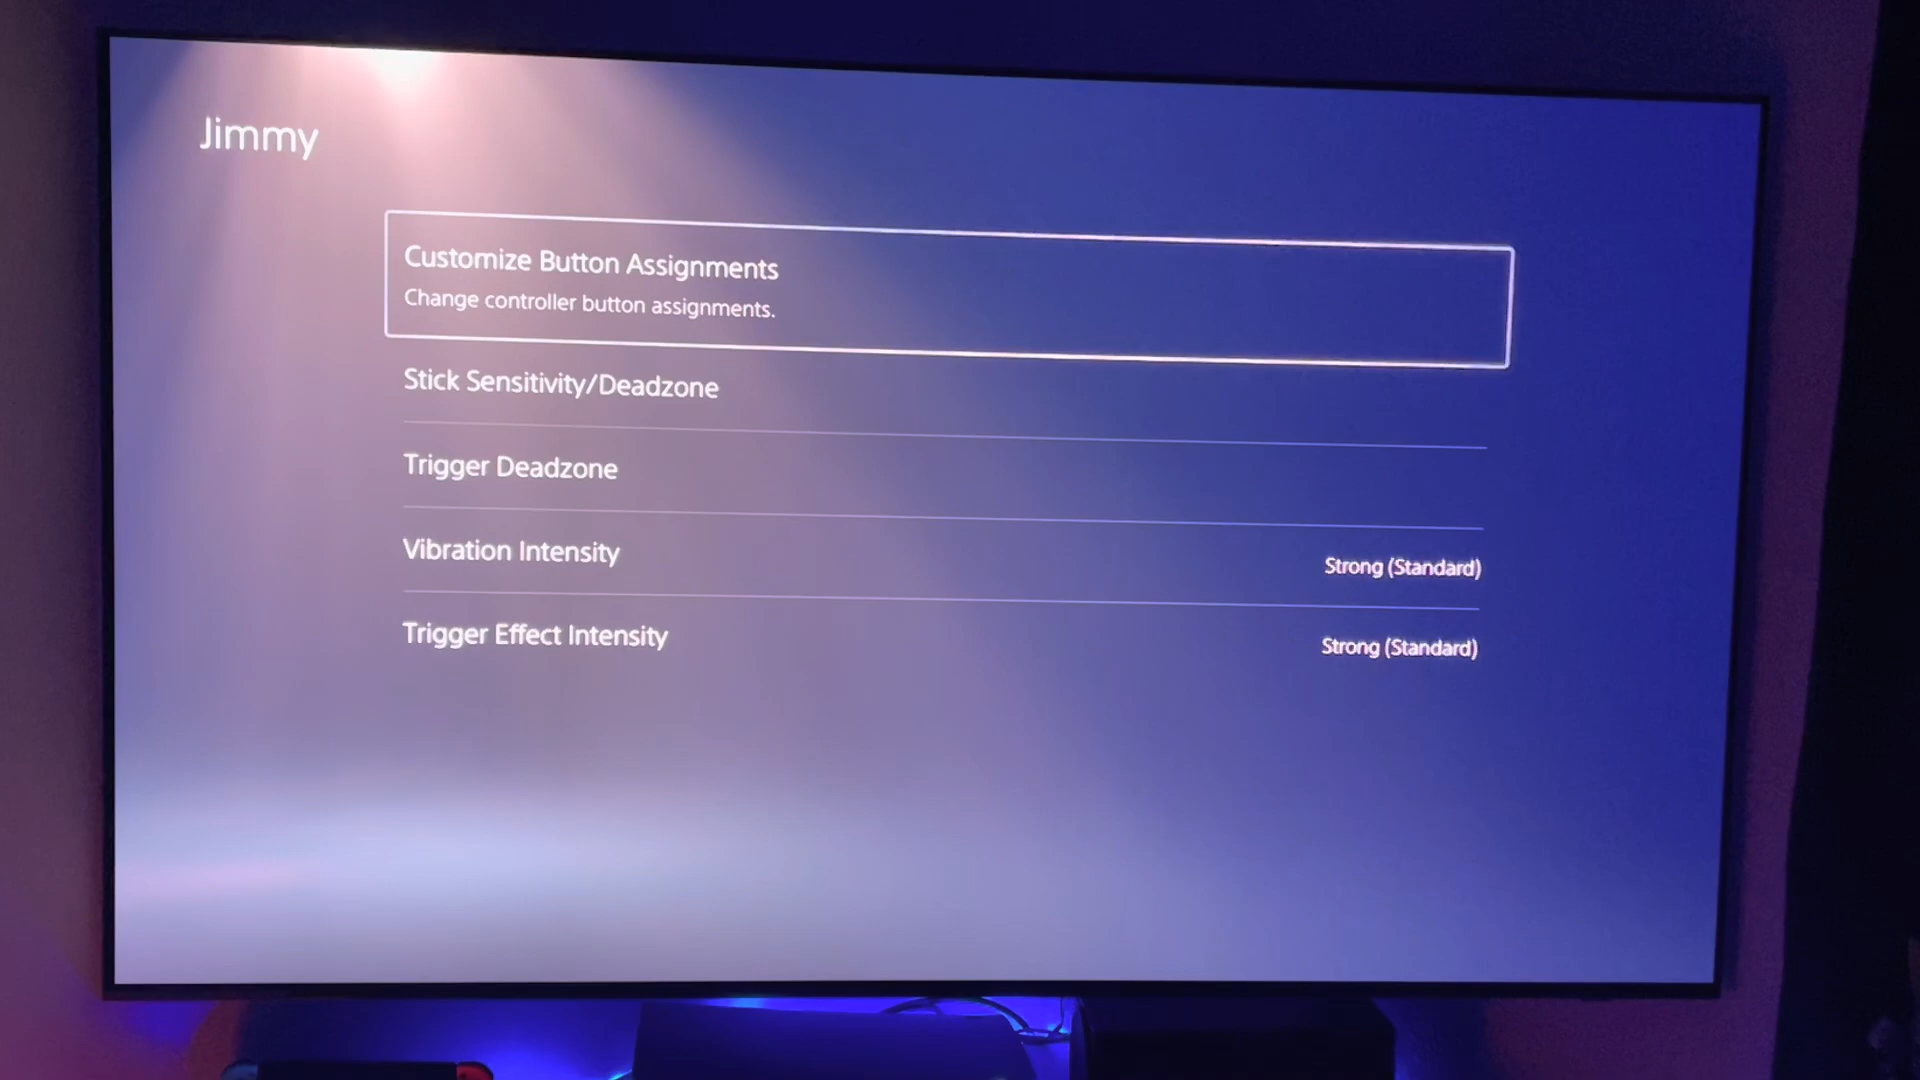 Jimmy
Customize Button Assignments
Change controller button assignments.
Stick Sensitivity/Deadzone
Trigger Deadzone
Vibration Intensity Strong (Standard)
Trigger Effect Intensity Strong (Standard)